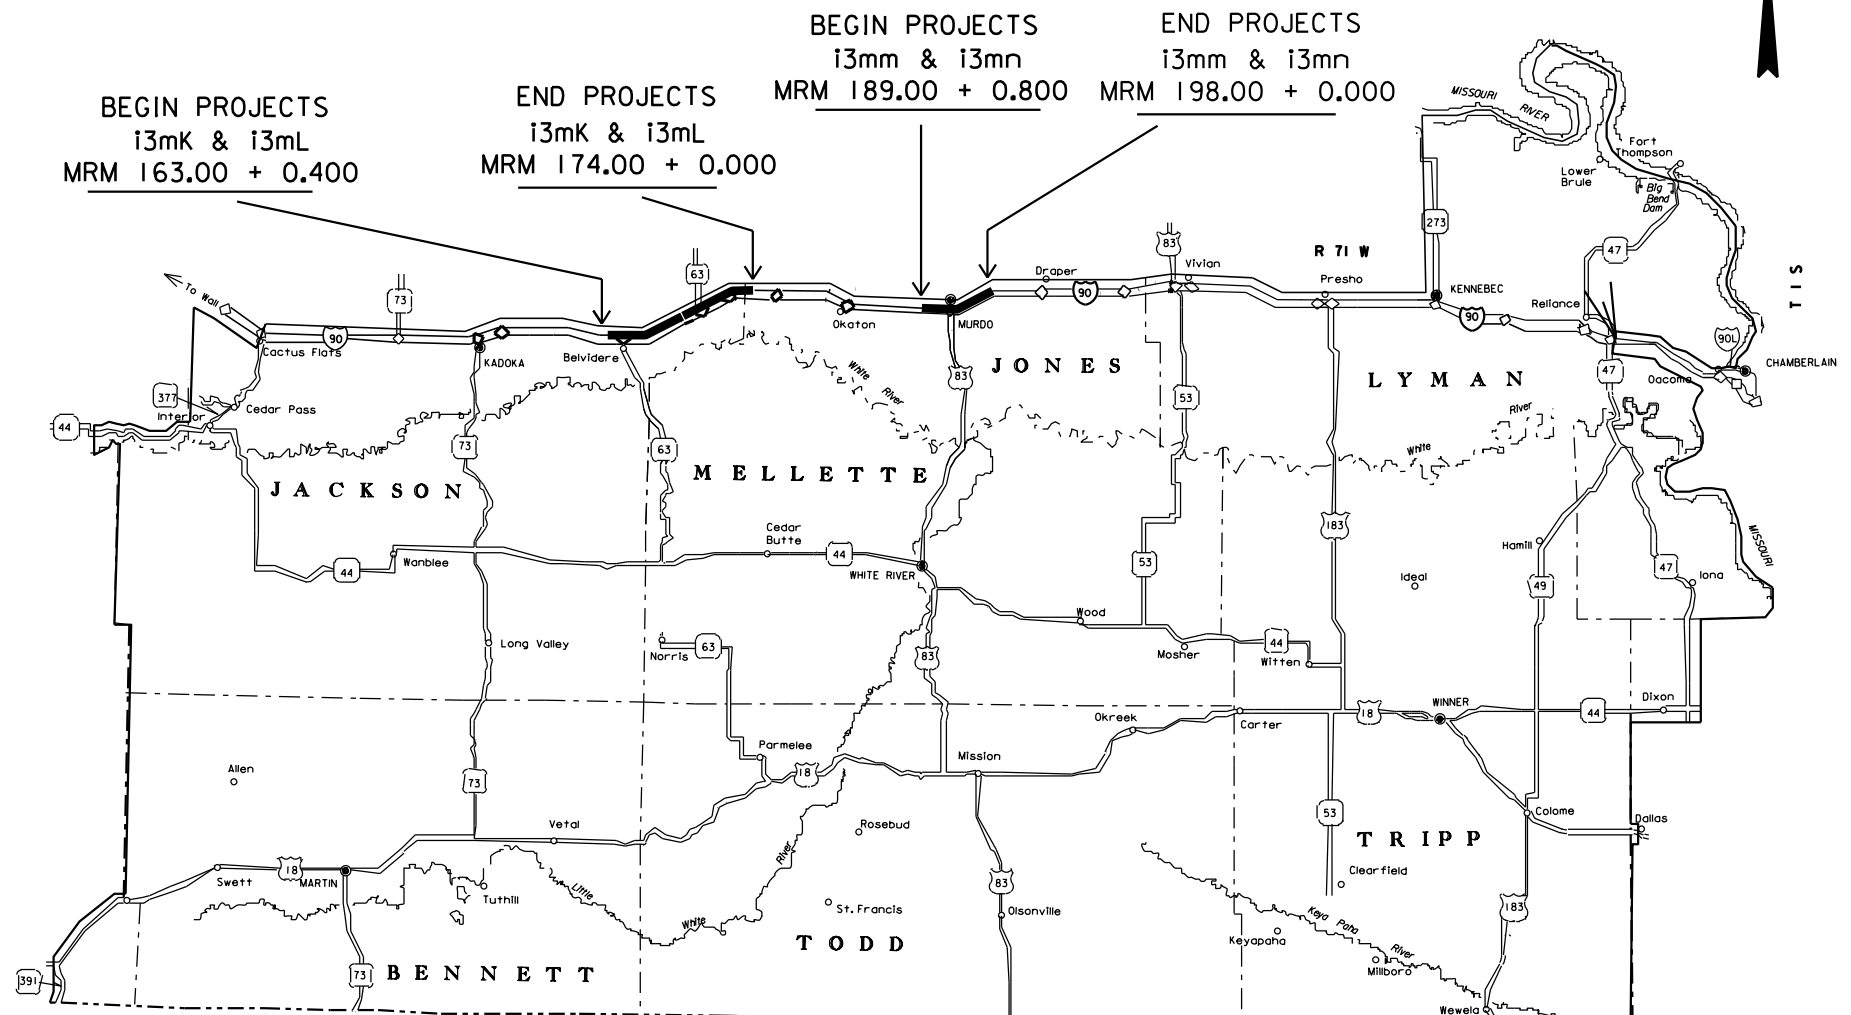 BEGIN PROJECTS
i3mm & i3mn
MRM 189.00 + 0.800
END PROJECTS
i3mm & i3mn
MRM 198.00 + 0.000
END PROJECTS
i3mK & i3mL
MRM 174.00 + 0.000
BEGIN PROJECTS
i3mK & i3mL
MRM 163.00 + 0.400
MISSOURI
RIVER
Fort
Thompson
Lower
Brule
Big
Bend
Dam
273
47
83
R 71 W
Vivian
Draper
Presho
63
73
To Wall
90
KENNEBEC
T I S
Reliance
90
Okaton
MURDO
90
Cactus Flats
KADOKA
Belvidere
90L
CHAMBERLAIN
Oacoma
47
JONES
LYMAN
White
River
83
53
377
Interior
Cedar Pass
44
River
White
73
63
MELLETTE
JACKSON
183
Cedar
Butte
44
WHITE RIVER
Wanblee
44
53
Hamill
MISSOURI
Ideal
49
47
Iona
Wood
Long Valley
Norris
63
83
Mosher
44
Witten
Dixon
WINNER
44
18
Okreek
Carter
Parmelee
Mission
18
Allen
73
53
Colome
Dallas
Vetal
Rosebud
TRIPP
River
Clearfield
18
Swett
MARTIN
Tuthill
Little
83
183
St. Francis
Olsonville
White
Keya
Paha
River
Keyapaha
TODD
Millboro
BENNETT
73
391
Wewela